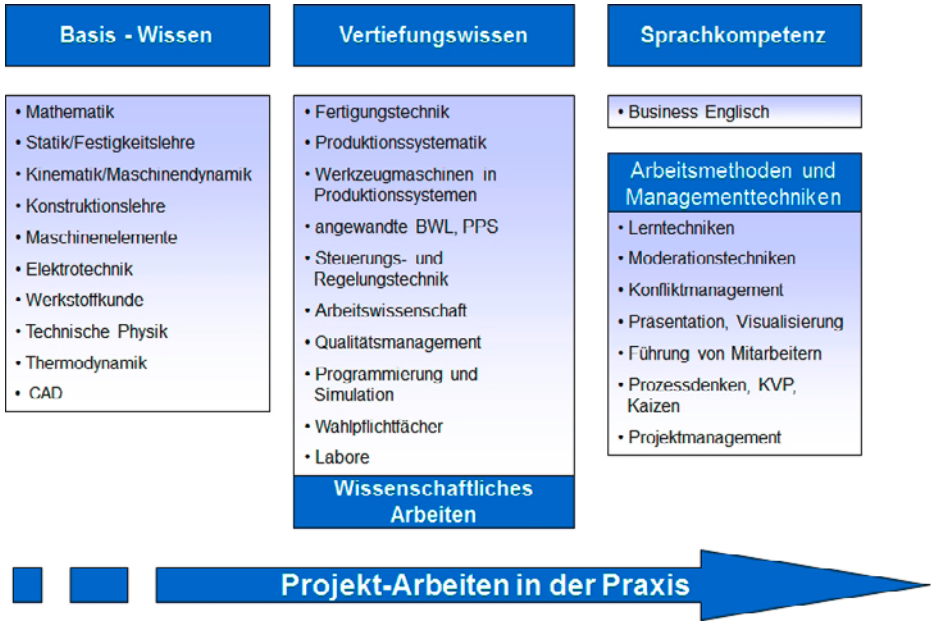 Basis - Wissen
• Mathematik
• Statik/Festigkeitslehre
• Kinematik/Maschinendynamik
• Konstruktionslehre
• Maschinenelemente
• Elektrotechnik
• Werkstoffkunde
• Technische Physik
• Thermodynamik
• CAD
Vertiefungswissen
• Fertigungstechnik
• Produktionssystematik
• Werkzeugmaschinen in
Produktionssystemen
• angewandte BWL, PPS
• Steuerungs- und
Regelungstechnik
• Arbeitswissenschaft
• Qualitätsmanagement
• Programmierung und
Simulation
• Wahlpflichtfächer
• Labore
Wissenschaftliches
Arbeiten
Sprachkompetenz
• Business Englisch
Arbeitsmethoden und
Managementtechniken
• Lerntechniken
• Moderationstechniken
• Konfliktmanagement
• Präsentation, Visualisierung
• Führung von Mitarbeitern
• Prozessdenken, KVP,
Kaizen
• Projektmanagement
Projekt-Arbeiten in der Praxis